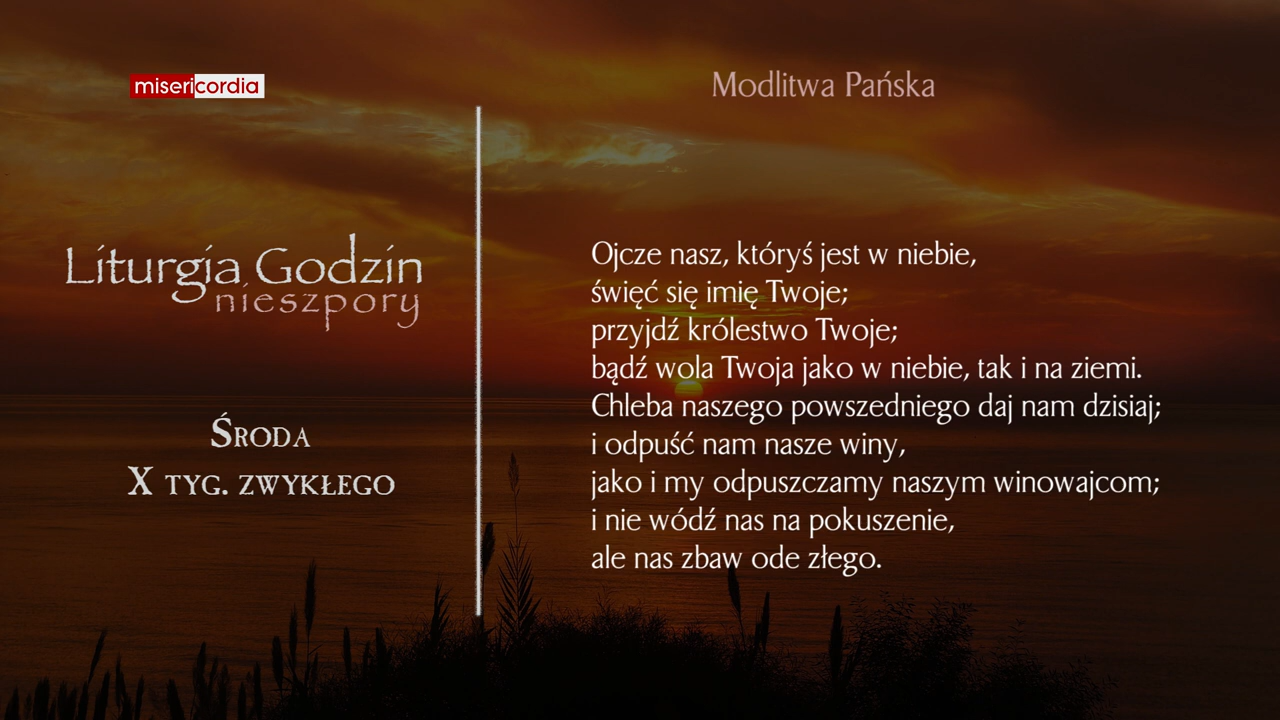 misericordia
Liturgia Godzin
nieszpory
Środa
X tyg. zwykłego
Modlitwa Pańska
Ojcze nasz, któryś jest w niebie,
święć się imię Twoje;
przyjdź królestwo Twoje;
bądź wola Twoja jako w niebie, tak i na ziemi.
Chleba naszego powszedniego daj nam dzisiaj;
i odpuść nam nasze winy,
jako i my odpuszczamy naszym winowajcom;
i nie wódź nas na pokuszenie,
ale nas zbaw ode złego.